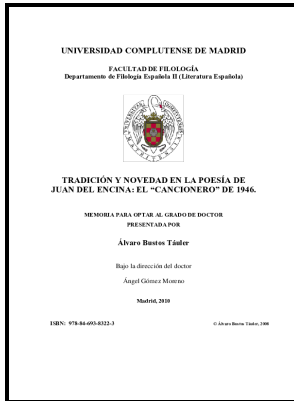 UNIVERSIDAD COMPLUTENSE DE MADRID
FACULTAD DE FILOLOGÍA
Departamento de Filología Española II (Literatura Española)
TRADICIÓN Y NOVEDAD EN LA POESÍA DE
JUAN DEL ENCINA: EL “CANCIONERO” DE 1946.
MEMORIA PARA OPTAR AL GRADO DE DOCTOR
PRESENTADA POR
Álvaro Bustos Táuler
Bajo la dirección del doctor
Ángel Gómez Moreno
Madrid, 2010
ISBN: 978-84-693-8322-3
© Álvaro Bustos Táuler, 2008